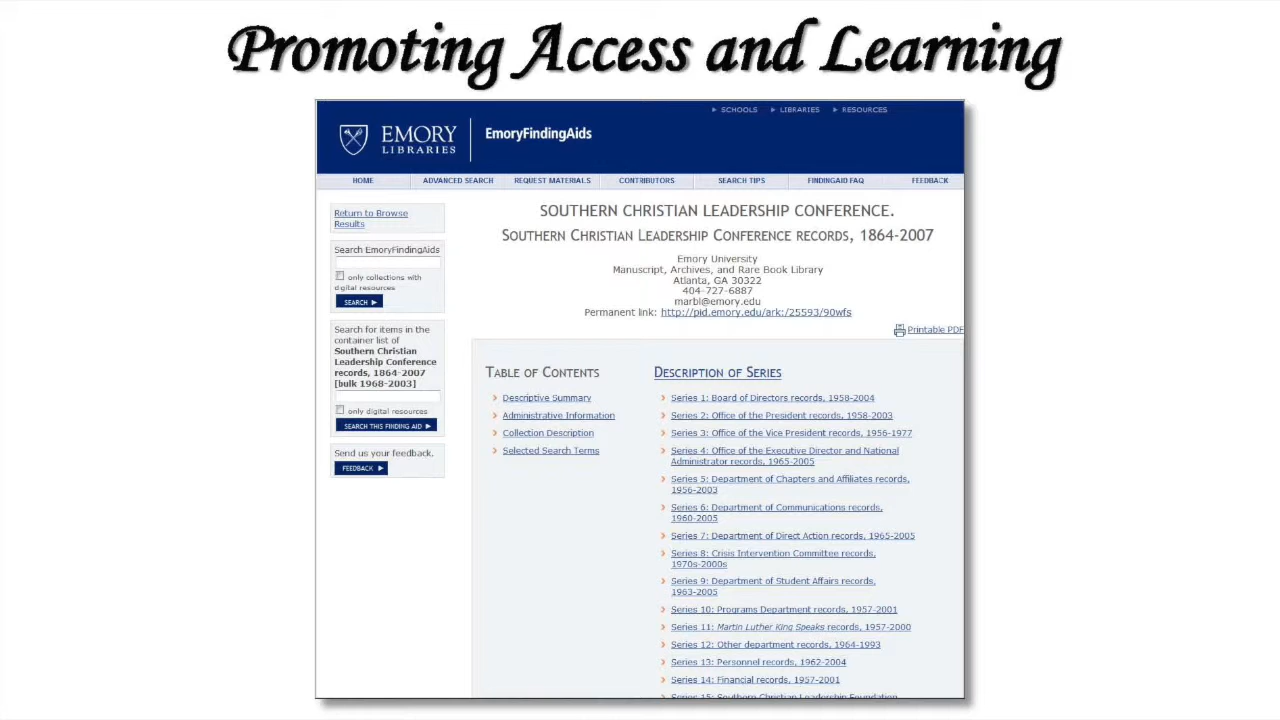 Promoting Access and Learning
SCHOOLS LIBRARIES RESOURCES
EMORY
LIBRARIES
EmoryFindingAids
HOME ADVANCED SEARCH REQUEST MATERIALS CONTRIBUTORS SEARCH TIPS FINDINGAID FAQ FEEDBACK
Return to Browse
Results
Search EmoryFindingAids
only collections with
digital resources
SEARCH
Search for items in the
container list of
Southern Christian
Leadership Conference
records, 1864-2007
[bulk 1968-2003]
only digital resources
SEARCH THIS FINDING AID
Send us your feedback.
FEEDBACK
SOUTHERN CHRISTIAN LEADERSHIP CONFERENCE.
SOUTHERN CHRISTIAN LEADERSHIP CONFERENCE RECORDS, 1864-2007
Emory University
Manuscript, Archives, and Rare Book Library
Atlanta, GA 30322
404-727-6887
marbl@emory.edu
Permanent link: http://pid.emory.edu/ark:/25593/90wfs
Printable PDF
TABLE OF CONTENTS
Descriptive Summary
Administrative Information
Collection Description
Selected Search Terms
DESCRIPTION OF SERIES
Series 1: Board of Directors records, 1958-2004
Series 2: Office of the President records, 1958-2003
Series 3: Office of the Vice President records, 1956-1977
Series 4: Office of the Executive Director and National
Administrator records, 1965-2005
Series 5: Department of Chapters and Affiliates records,
1956-2003
Series 6: Department of Communications records,
1960-2005
Series 7: Department of Direct Action records, 1965-2005
Series 8: Crisis Intervention Committee records,
1970s-2000s
Series 9: Department of Student Affairs records,
1963-2005
Series 10: Programs Department records, 1957-2001
Series 11: Martin Luther King Speaks records, 1957-2000
Series 12: Other department records, 1964-1993
Series 13: Personnel records, 1962-2004
Series 14: Financial records, 1957-2001
Series 15: Southern Christian Leadership Foundation